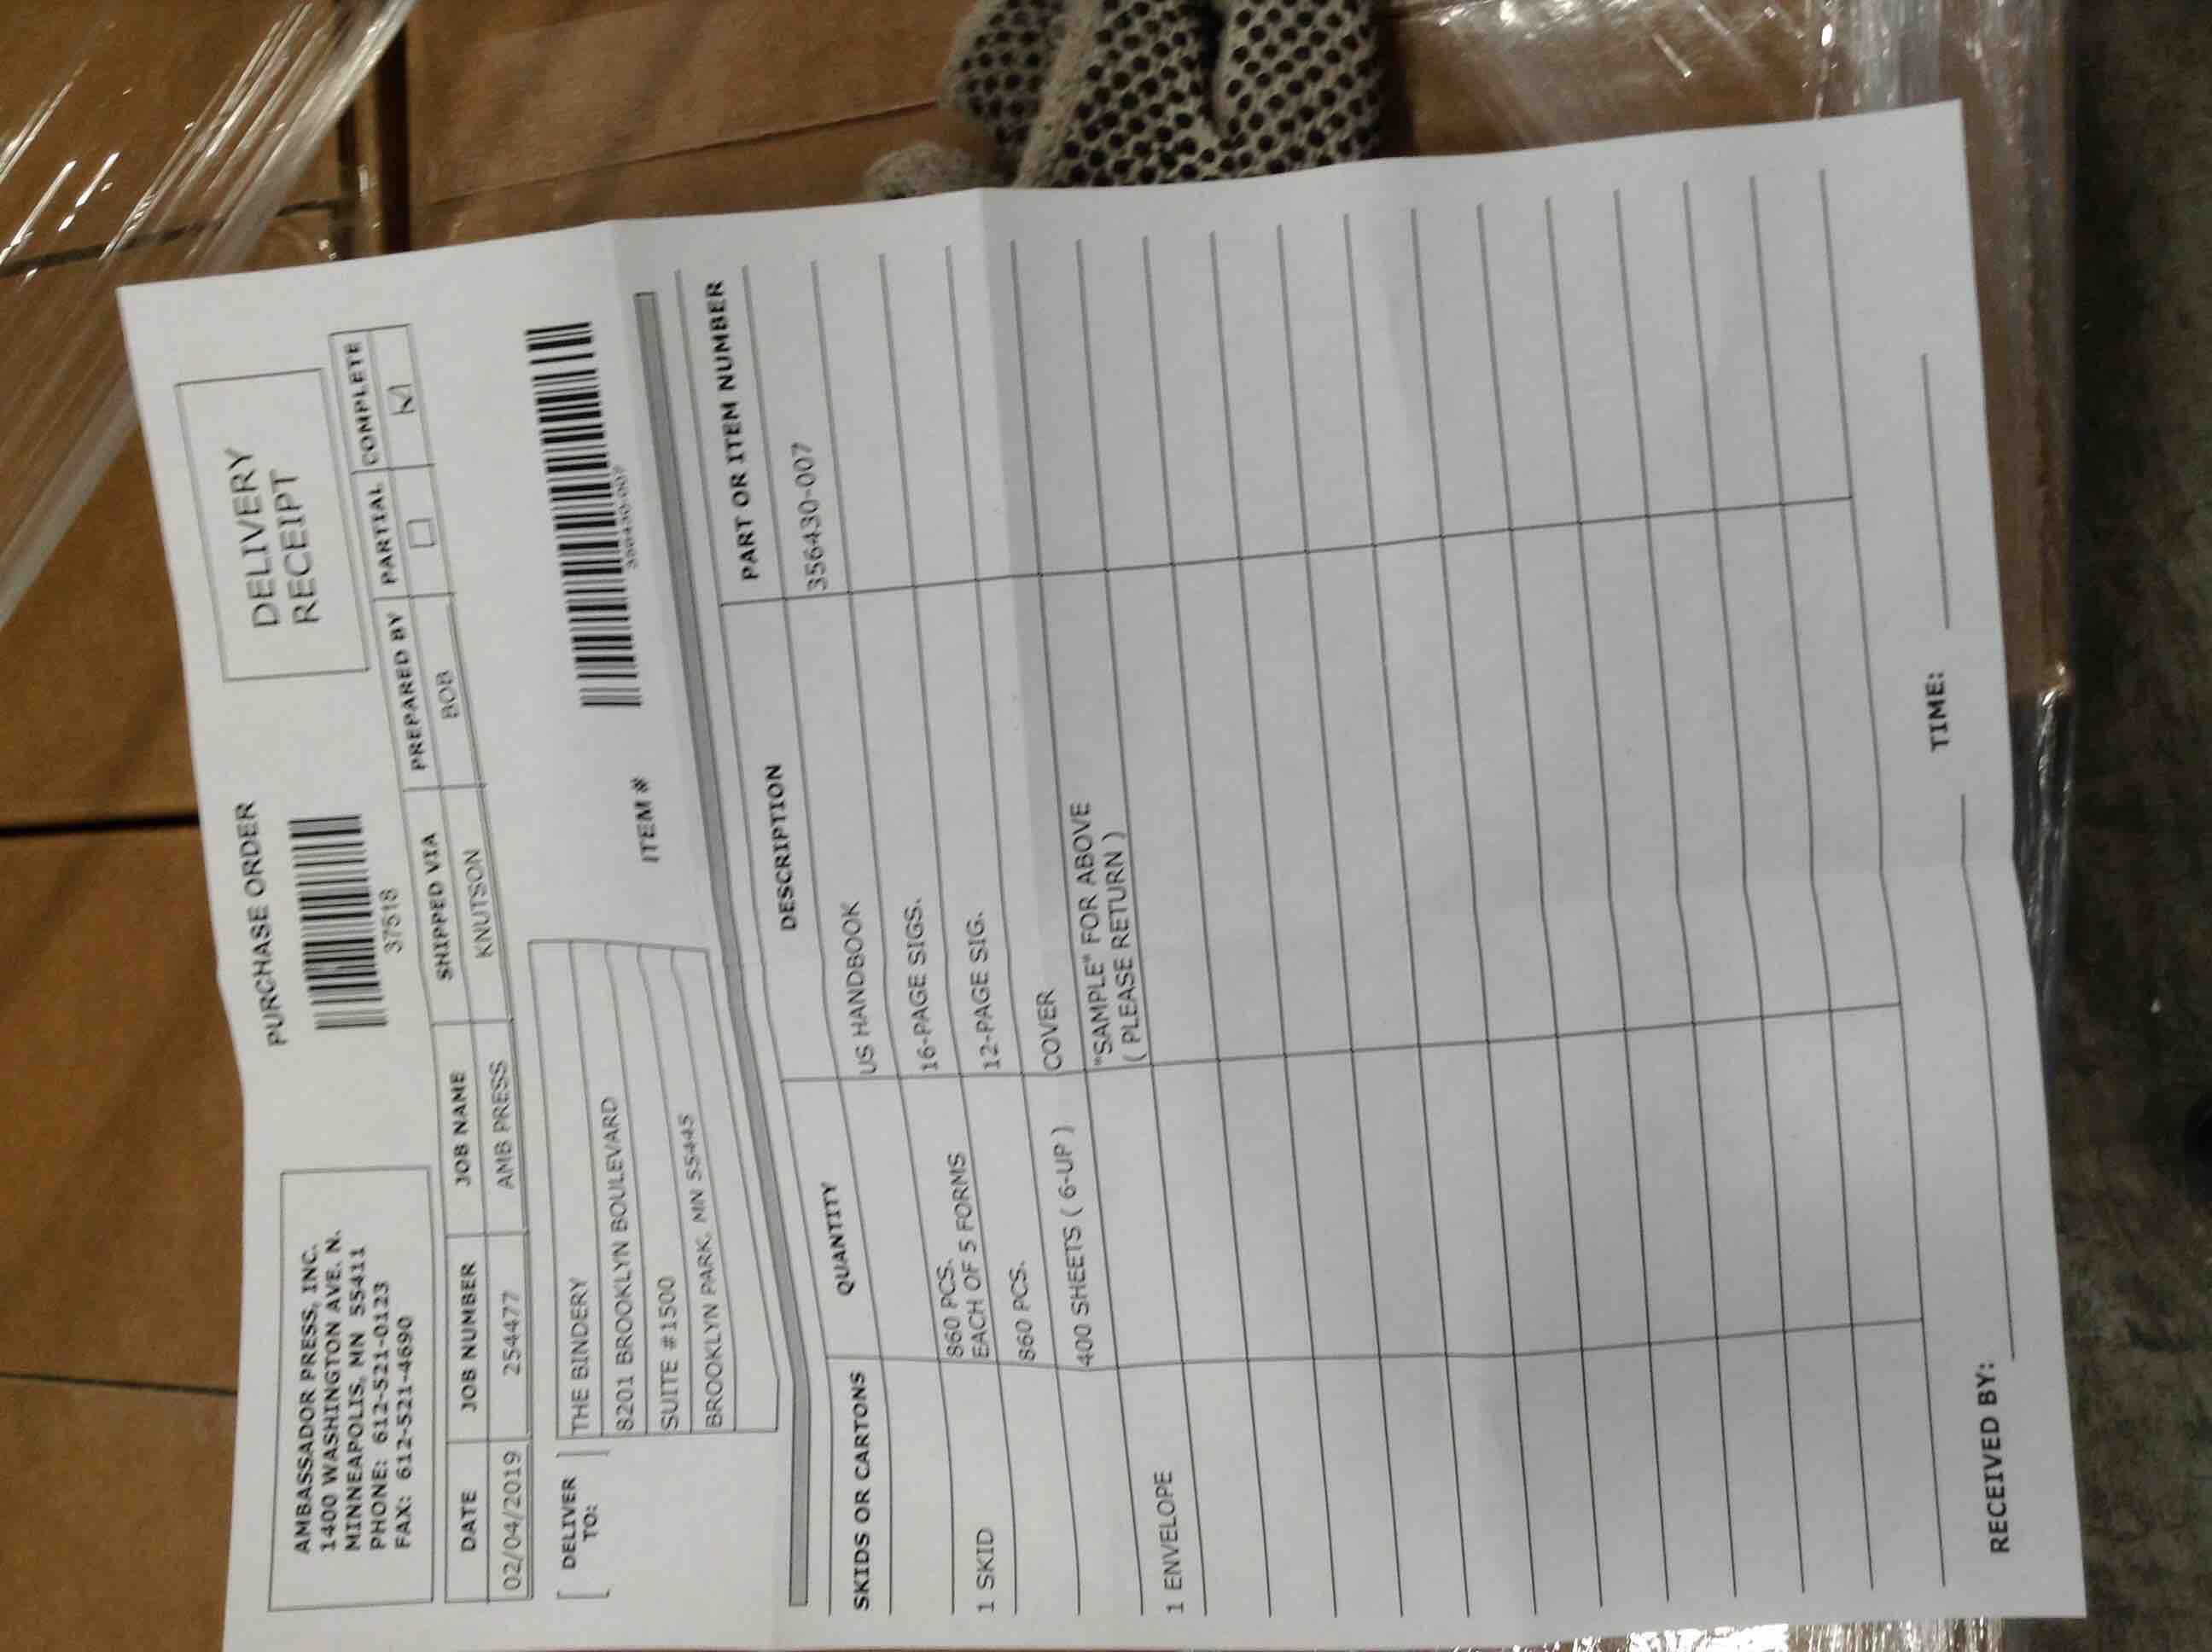 AMBASSADOR PRESS, INC.
1400 WASHINGTON AVE. N.
MINNEAPOLIS, MN 55411
PHONE: 612-521-0123
FAX: 612-521-4690
PURCHASE ORDER
37518
DELIVERY
RECEIPT
DATE JOB NUMBER JOB NAME SHIPPED VIA PREPARED BY PARTIAL COMPLETE
02/04/2019 254477 AMB PRESS KNUTSON BOB
[ DELIVER TO: ]
THE BINDERY
8201 BROOKLYN BOULEVARD
SUITE #1500
BROOKLYN PARK, MN 55445
ITEM #
356430-007
SKIDS OR CARTONS QUANTITY DESCRIPTION PART OR ITEM NUMBER
US HANDBOOK 356430-007
1 SKID 860 PCS. EACH OF 5 FORMS 16-PAGE SIGS.
860 PCS. 12-PAGE SIG.
400 SHEETS ( 6-UP ) COVER
1 ENVELOPE "SAMPLE" FOR ABOVE
( PLEASE RETURN )
RECEIVED BY: TIME: